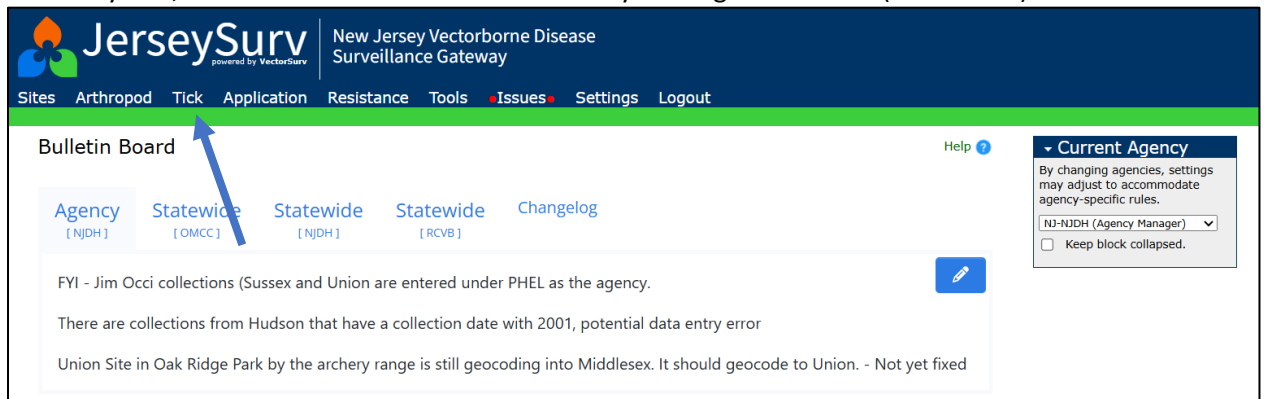 JerseySurv
powered by VectorSurv
New Jersey Vectorborne Disease
Surveillance Gateway
Sites Arthropod Tick Application Resistance Tools •Issues• Settings Logout
Bulletin Board
Help ?
Agency Statewide Statewide Statewide Changelog
[ NJDH ] [ OMCC ] [ NJDH ] [ RCVB ]
FYI - Jim Occi collections (Sussex and Union are entered under PHEL as the agency.
There are collections from Hudson that have a collection date with 2001, potential data entry error
Union Site in Oak Ridge Park by the archery range is still geocoding into Middlesex. It should geocode to Union. - Not yet fixed
Current Agency
By changing agencies, settings
may adjust to accommodate
agency-specific rules.
NJ-NJDH (Agency Manager)
Keep block collapsed.